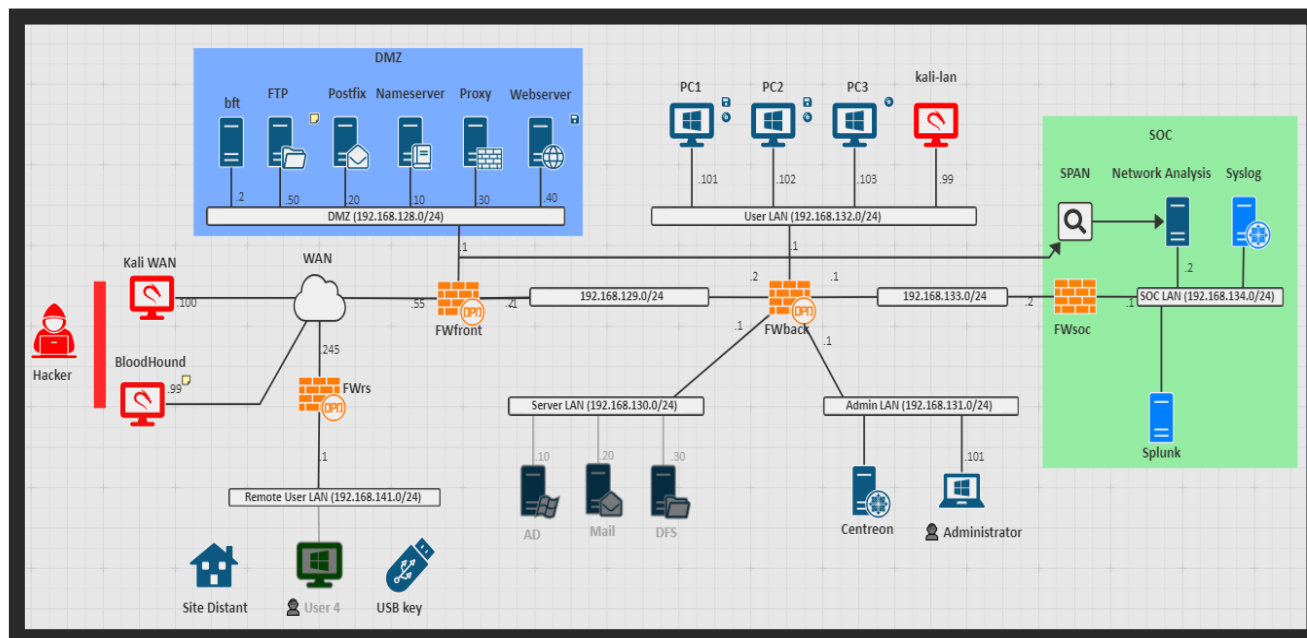 DMZ
bft
FTP
Postfix
Nameserver
Proxy
Webserver
.2
.50
.20
.10
.30
.40
DMZ (192.168.128.0/24)
.1
PC1
PC2
PC3
kali-lan
.101
.102
.103
.99
User LAN (192.168.132.0/24)
.1
SOC
SPAN
Network Analysis
Syslog
.2
SOC LAN (192.168.134.0/24)
.1
FWsoc
.2
192.168.133.0/24
.1
Splunk
Kali WAN
.100
WAN
.55
FWfront
192.168.129.0/24
.2
FWback
Hacker
BloodHound
.99
.245
FWrs
OPN
OPN
OPN
.1
Remote User LAN (192.168.141.0/24)
.1
Server LAN (192.168.130.0/24)
.10
.20
.30
AD
Mail
DFS
.1
Admin LAN (192.168.131.0/24)
.101
Centreon
Administrator
Site Distant
User 4
USB key